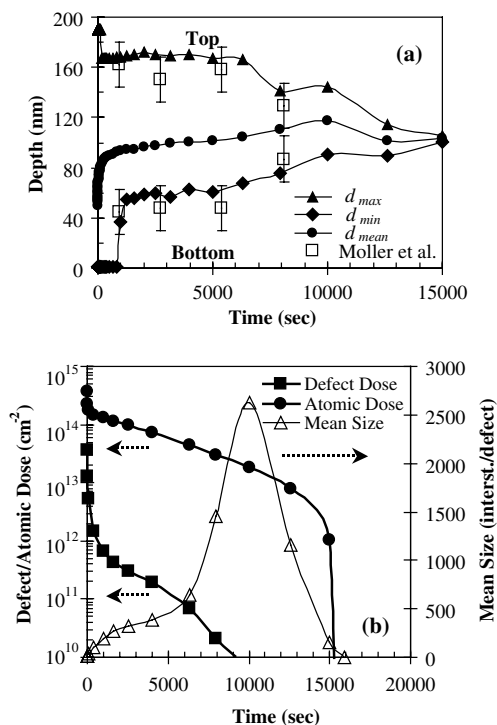 200
160
120
80
40
0
Depth (nm)
Top
(a)
d max
d min
d mean
Moller et al.
Bottom
0 5000 10000 15000
Time (sec)
10^15
10^14
10^13
10^12
10^11
10^10
Defect/Atomic Dose (cm^2)
Defect Dose
Atomic Dose
Mean Size
3000
2500
2000
1500
1000
500
0
Mean Size (interst./defect)
(b)
0 5000 10000 15000 20000
Time (sec)